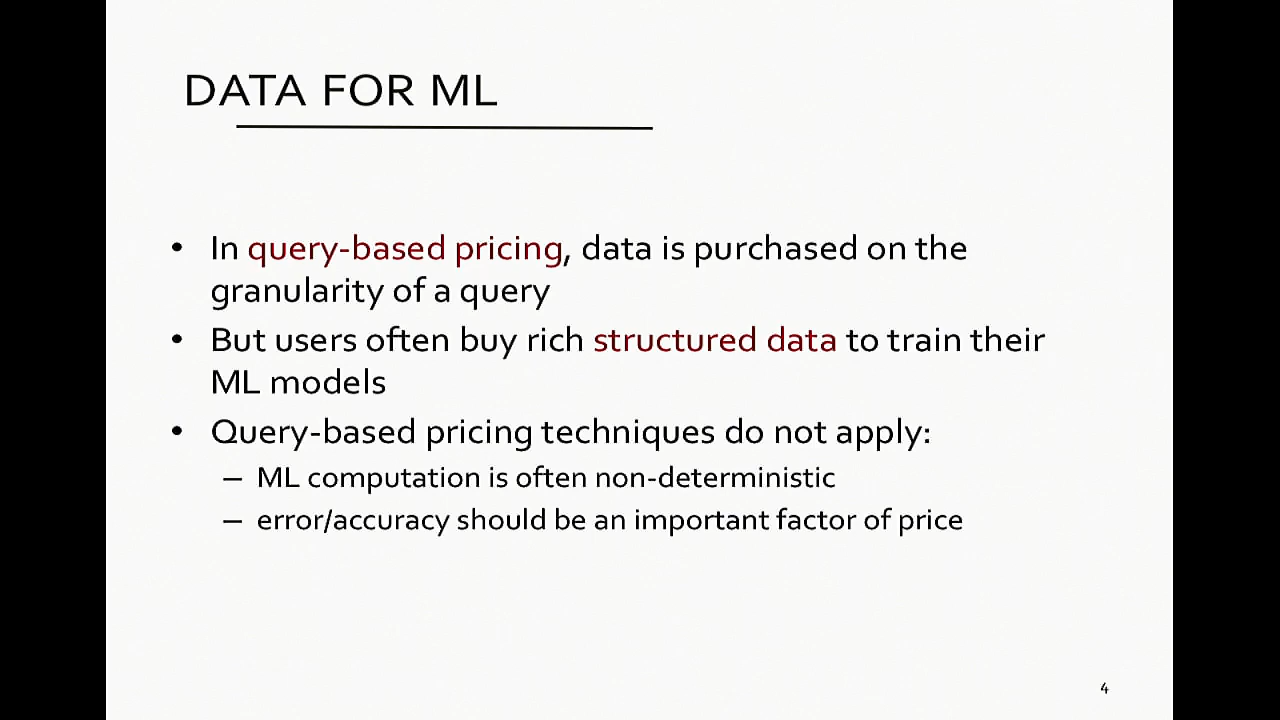 DATA FOR ML
• In query-based pricing, data is purchased on the
granularity of a query
• But users often buy rich structured data to train their
ML models
• Query-based pricing techniques do not apply:
– ML computation is often non-deterministic
– error/accuracy should be an important factor of price
4